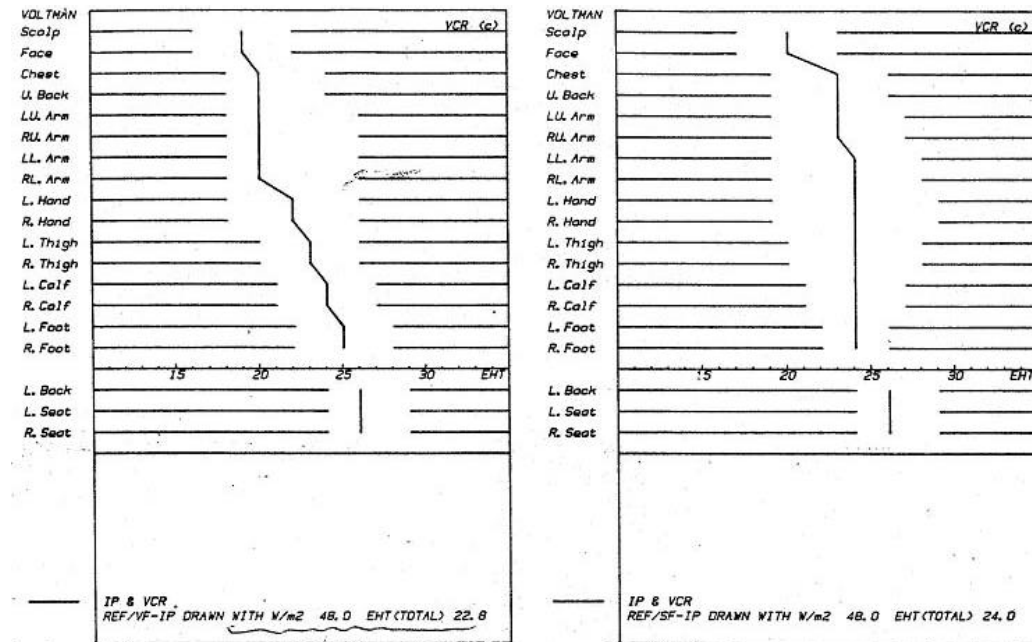 VOLTMAN
VCR (c)
Scalp
Face
Chest
U. Back
LU. Arm
RU. Arm
LL. Arm
RL. Arm
L. Hand
R. Hand
L. Thigh
R. Thigh
L. Calf
R. Calf
L. Foot
R. Foot
15 20 25 30 EHT
L. Back
L. Seat
R. Seat
IP & VCR
REF/VF-IP DRAWN WITH W/m2 48.0 EHT(TOTAL) 22.8
VOLTMAN
VCR (c)
Scalp
Face
Chest
U. Back
LU. Arm
RU. Arm
LL. Arm
RL. Arm
L. Hand
R. Hand
L. Thigh
R. Thigh
L. Calf
R. Calf
L. Foot
R. Foot
15 20 25 30 EHT
L. Back
L. Seat
R. Seat
IP & VCR
REF/SF-IP DRAWN WITH W/m2 48.0 EHT(TOTAL) 24.0